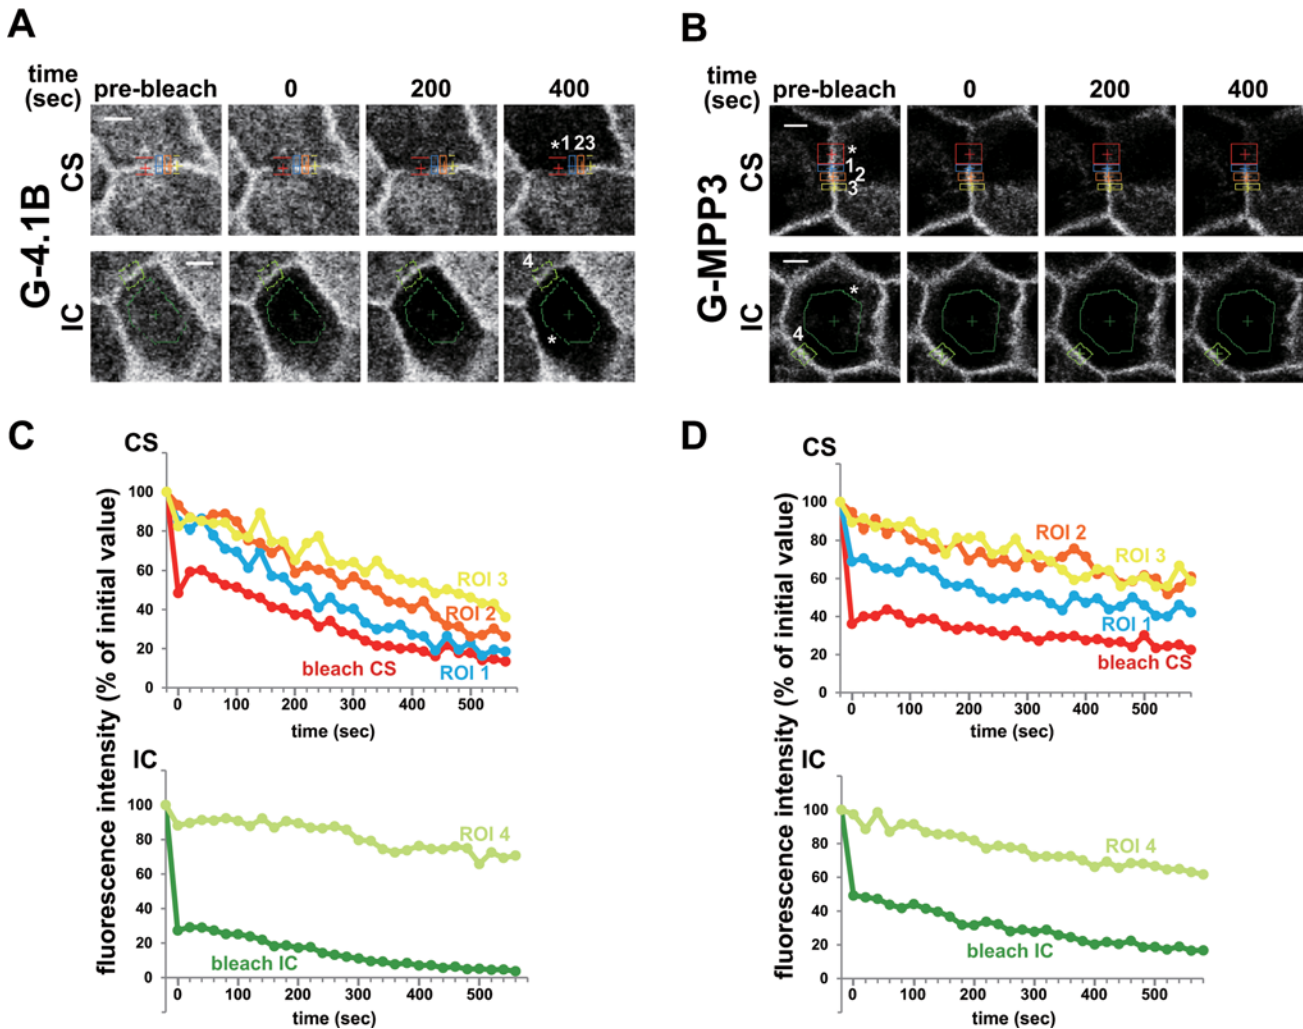 A
time
(sec)
pre-bleach 0 200 400
G-4.1B
CS
*1 23
IC
4
*
B
time
(sec)
pre-bleach 0 200 400
G-MPP3
CS
*
1
2
3
IC
*
4
C
fluorescence intensity (% of initial value)
CS
100
80
60
40
20
0
ROI 3
ROI 2
ROI 1
bleach CS
0 100 200 300 400 500
time (sec)
IC
100
80
60
40
20
0
ROI 4
bleach IC
0 100 200 300 400 500
time (sec)
D
fluorescence intensity (% of initial value)
CS
100
80
60
40
20
0
ROI 2
ROI 3
ROI 1
bleach CS
0 100 200 300 400 500
time (sec)
IC
100
80
60
40
20
0
ROI 4
bleach IC
0 100 200 300 400 500
time (sec)